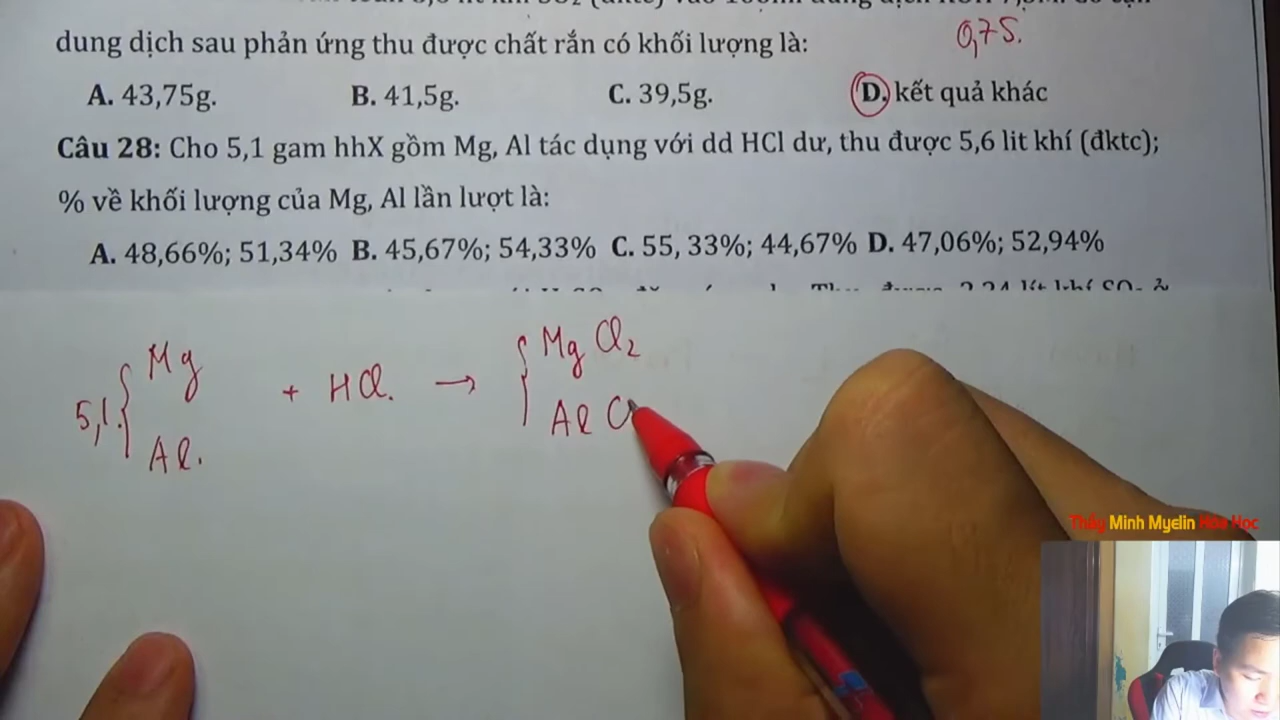 dung dịch sau phản ứng thu được chất rắn có khối lượng là:
0,75.
A. 43,75g. B. 41,5g. C. 39,5g. D. kết quả khác
Câu 28: Cho 5,1 gam hhX gồm Mg, Al tác dụng với dd HCl dư, thu được 5,6 lit khí (đktc);
% về khối lượng của Mg, Al lần lượt là:
A. 48,66%; 51,34% B. 45,67%; 54,33% C. 55, 33%; 44,67% D. 47,06%; 52,94%
Mg MgCl2
5,1. + HCl. →
Al. Al C
Thầy Minh Myelin Hóa Học